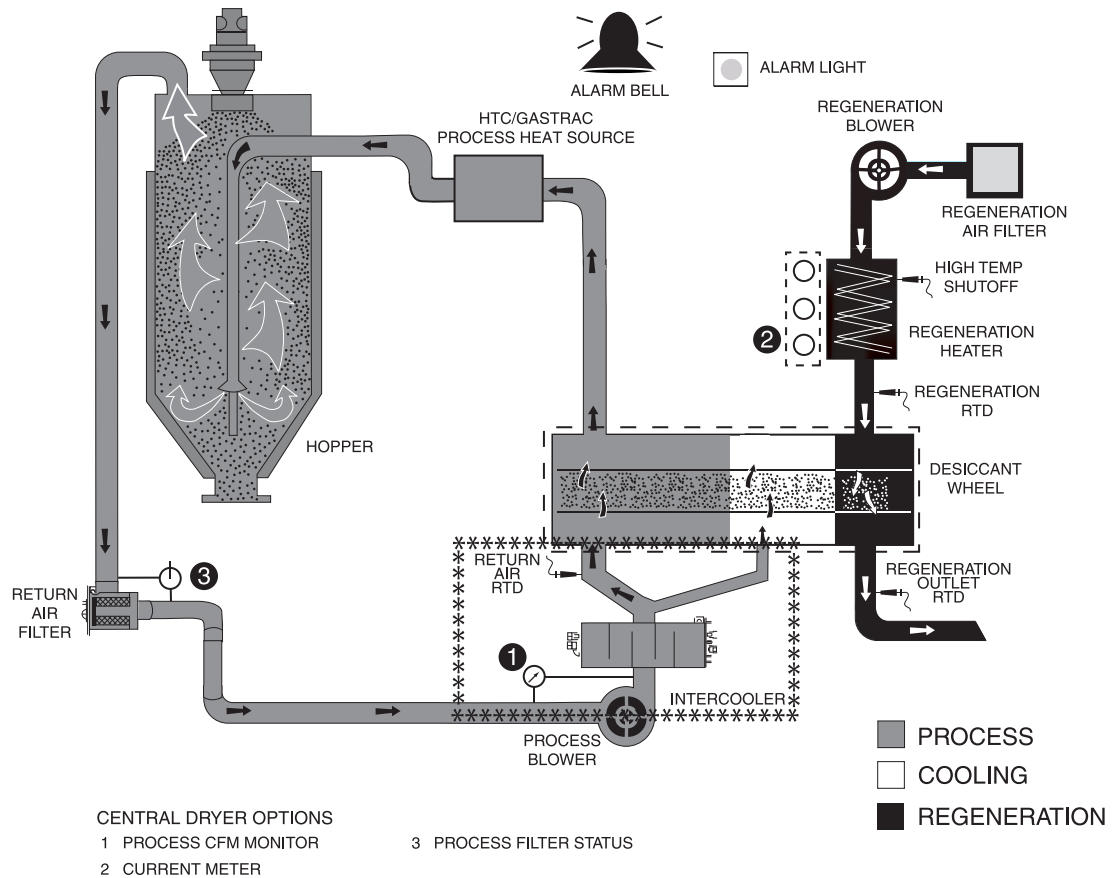 ALARM BELL
ALARM LIGHT
HTC/GASTRAC
PROCESS HEAT SOURCE
REGENERATION
BLOWER
REGENERATION
AIR FILTER
HIGH TEMP
SHUTOFF
2
REGENERATION
HEATER
REGENERATION
RTD
HOPPER
DESICCANT
WHEEL
RETURN
AIR
RTD
REGENERATION
OUTLET
RTD
3
RETURN
AIR
FILTER
1
INTERCOOLER
PROCESS
BLOWER
PROCESS
COOLING
REGENERATION
CENTRAL DRYER OPTIONS
1 PROCESS CFM MONITOR
3 PROCESS FILTER STATUS
2 CURRENT METER